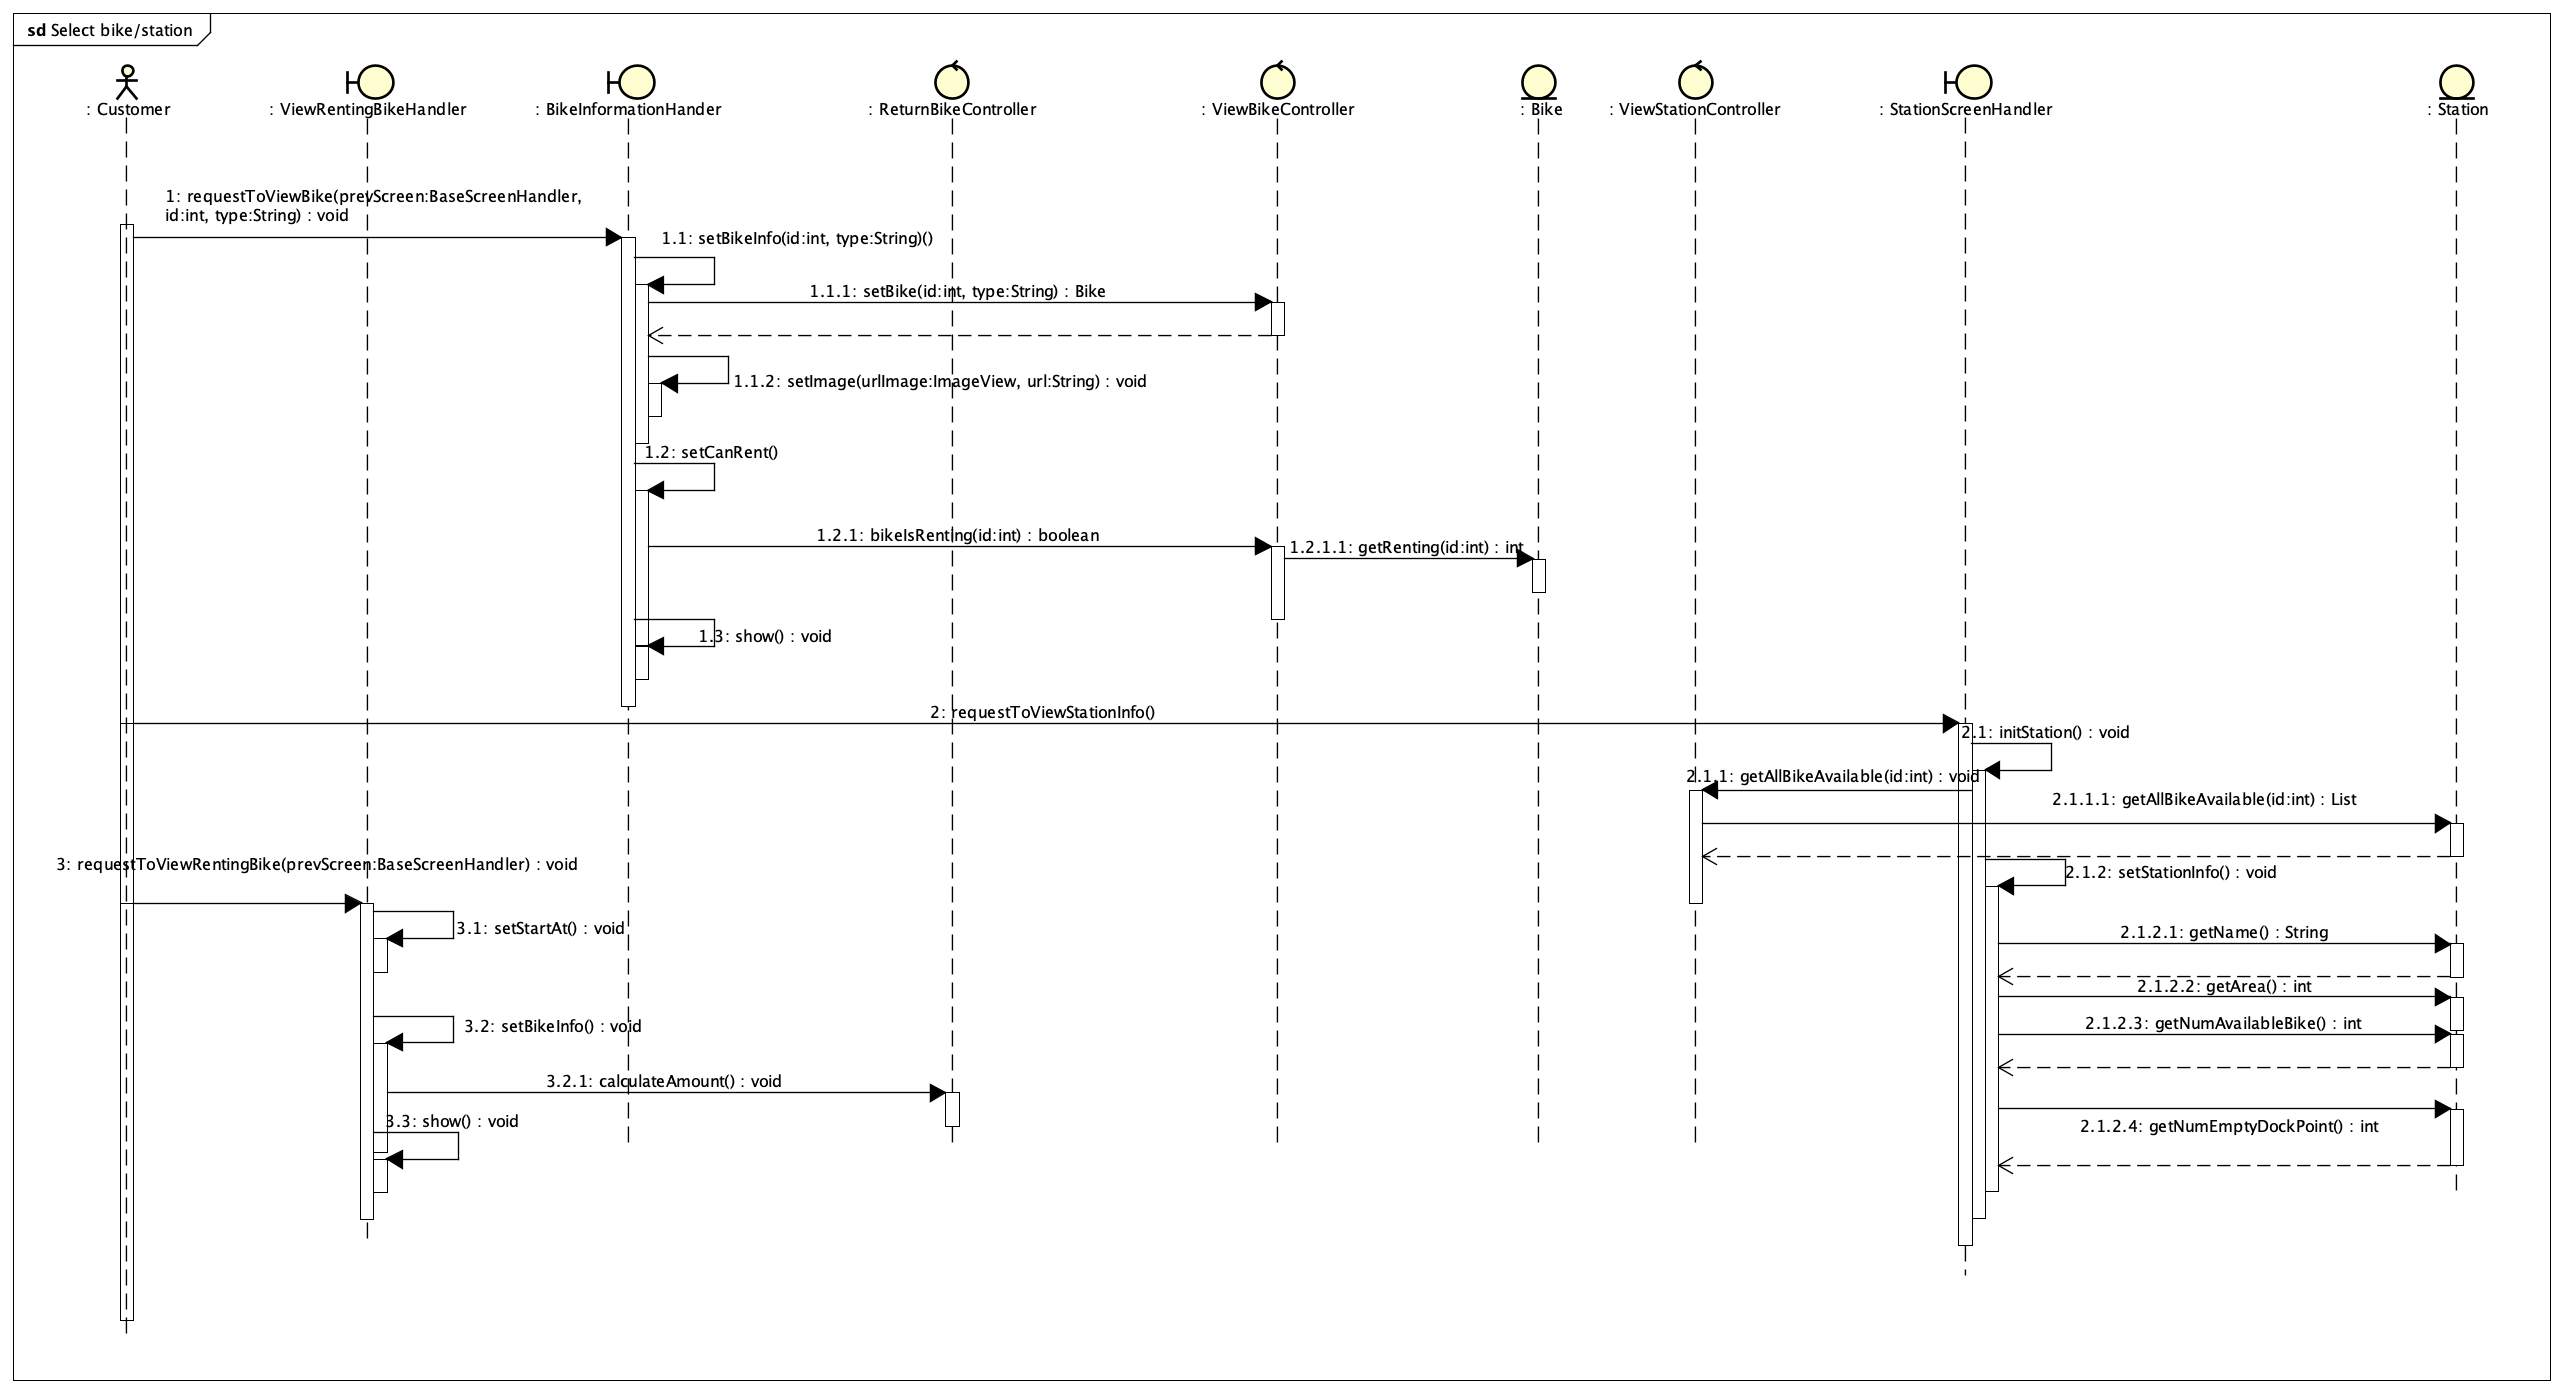 sd Select bike/station
: Customer
: ViewRentingBikeHandler
: BikeInformationHander
: ReturnBikeController
: ViewBikeController
: Bike
: ViewStationController
: StationScreenHandler
: Station
1: requestToViewBike(prevScreen:BaseScreenHandler,
id:int, type:String) : void
1.1: setBikeInfo(id:int, type:String)()
1.1.1: setBike(id:int, type:String) : Bike
1.1.2: setImage(urlImage:ImageView, url:String) : void
1.2: setCanRent()
1.2.1: bikeIsRenting(id:int) : boolean
1.2.1.1: getRenting(id:int) : int
1.3: show() : void
2: requestToViewStationInfo()
2.1: initStation() : void
2.1.1: getAllBikeAvailable(id:int) : void
2.1.1.1: getAllBikeAvailable(id:int) : List
3: requestToViewRentingBike(prevScreen:BaseScreenHandler) : void
2.1.2: setStationInfo() : void
3.1: setStartAt() : void
2.1.2.1: getName() : String
2.1.2.2: getArea() : int
3.2: setBikeInfo() : void
2.1.2.3: getNumAvailableBike() : int
3.2.1: calculateAmount() : void
3.3: show() : void
2.1.2.4: getNumEmptyDockPoint() : int